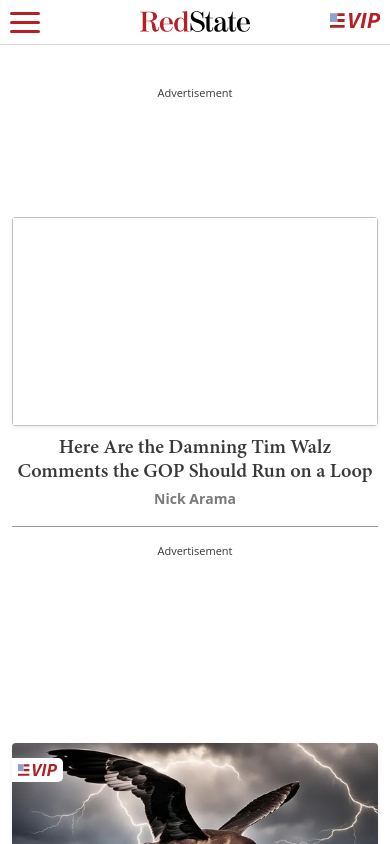 RedState
VIP
Advertisement
Here Are the Damning Tim Walz
Comments the GOP Should Run on a Loop
Nick Arama
Advertisement
VIP